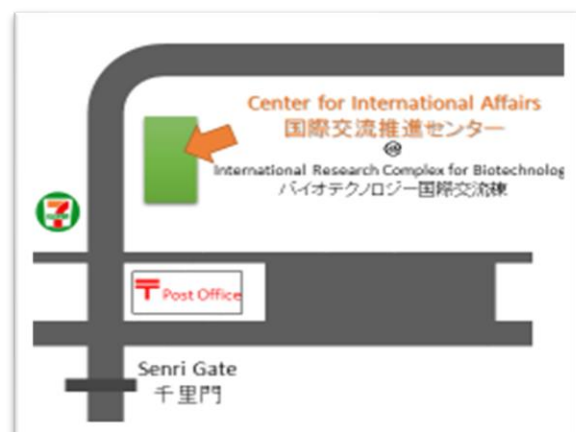 Center for International Affairs
国際交流推進センター
@
International Research Complex for Biotechnolog
バイオテクノロジー国際交流棟
7
〒 Post Office
Senri Gate
千里門